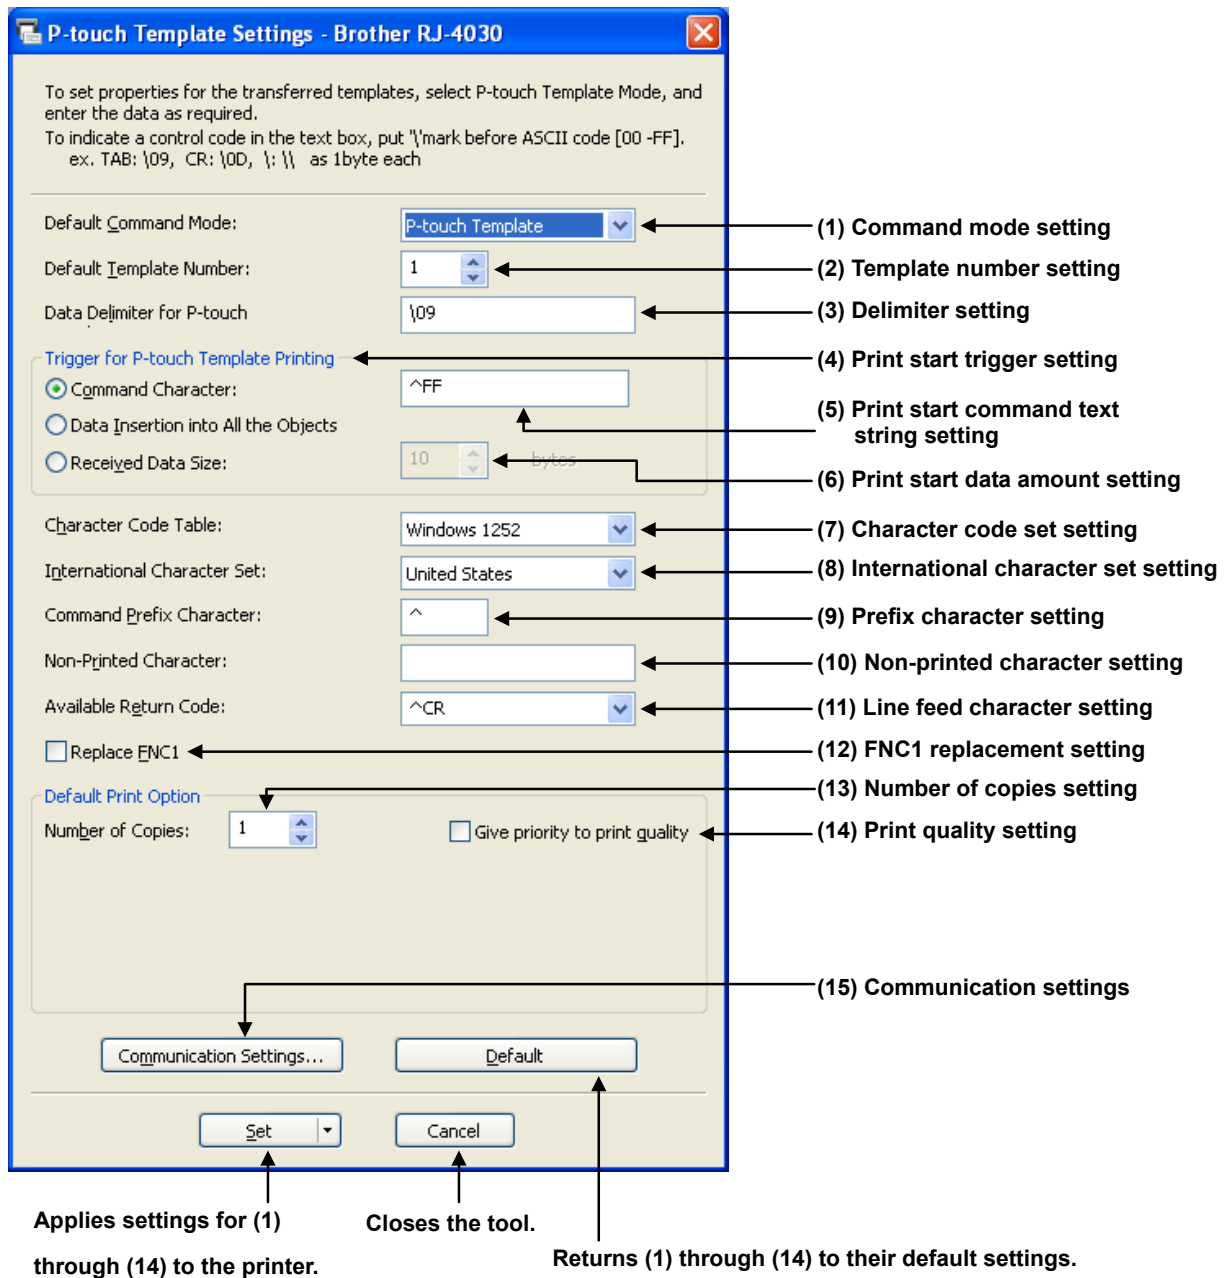 P-touch Template Settings - Brother RJ-4030
To set properties for the transferred templates, select P-touch Template Mode, and
enter the data as required.
To indicate a control code in the text box, put '\'mark before ASCII code [00 -FF].
ex. TAB: \09, CR: \0D, \: \\ as 1byte each
Default Command Mode: P-touch Template (1) Command mode setting
Default Template Number: 1 (2) Template number setting
Data Delimiter for P-touch \09 (3) Delimiter setting
Trigger for P-touch Template Printing (4) Print start trigger setting
Command Character: ^FF
(5) Print start command text
string setting
Data Insertion into All the Objects
Received Data Size: 10 bytes
(6) Print start data amount setting
Character Code Table: Windows 1252 (7) Character code set setting
International Character Set: United States (8) International character set setting
Command Prefix Character: ^ (9) Prefix character setting
Non-Printed Character: (10) Non-printed character setting
Available Return Code: ^CR (11) Line feed character setting
Replace FNC1 (12) FNC1 replacement setting
Default Print Option (13) Number of copies setting
Number of Copies: 1 Give priority to print quality (14) Print quality setting
(15) Communication settings
Communication Settings... Default
Set Cancel
Applies settings for (1)
through (14) to the printer.
Closes the tool.
Returns (1) through (14) to their default settings.